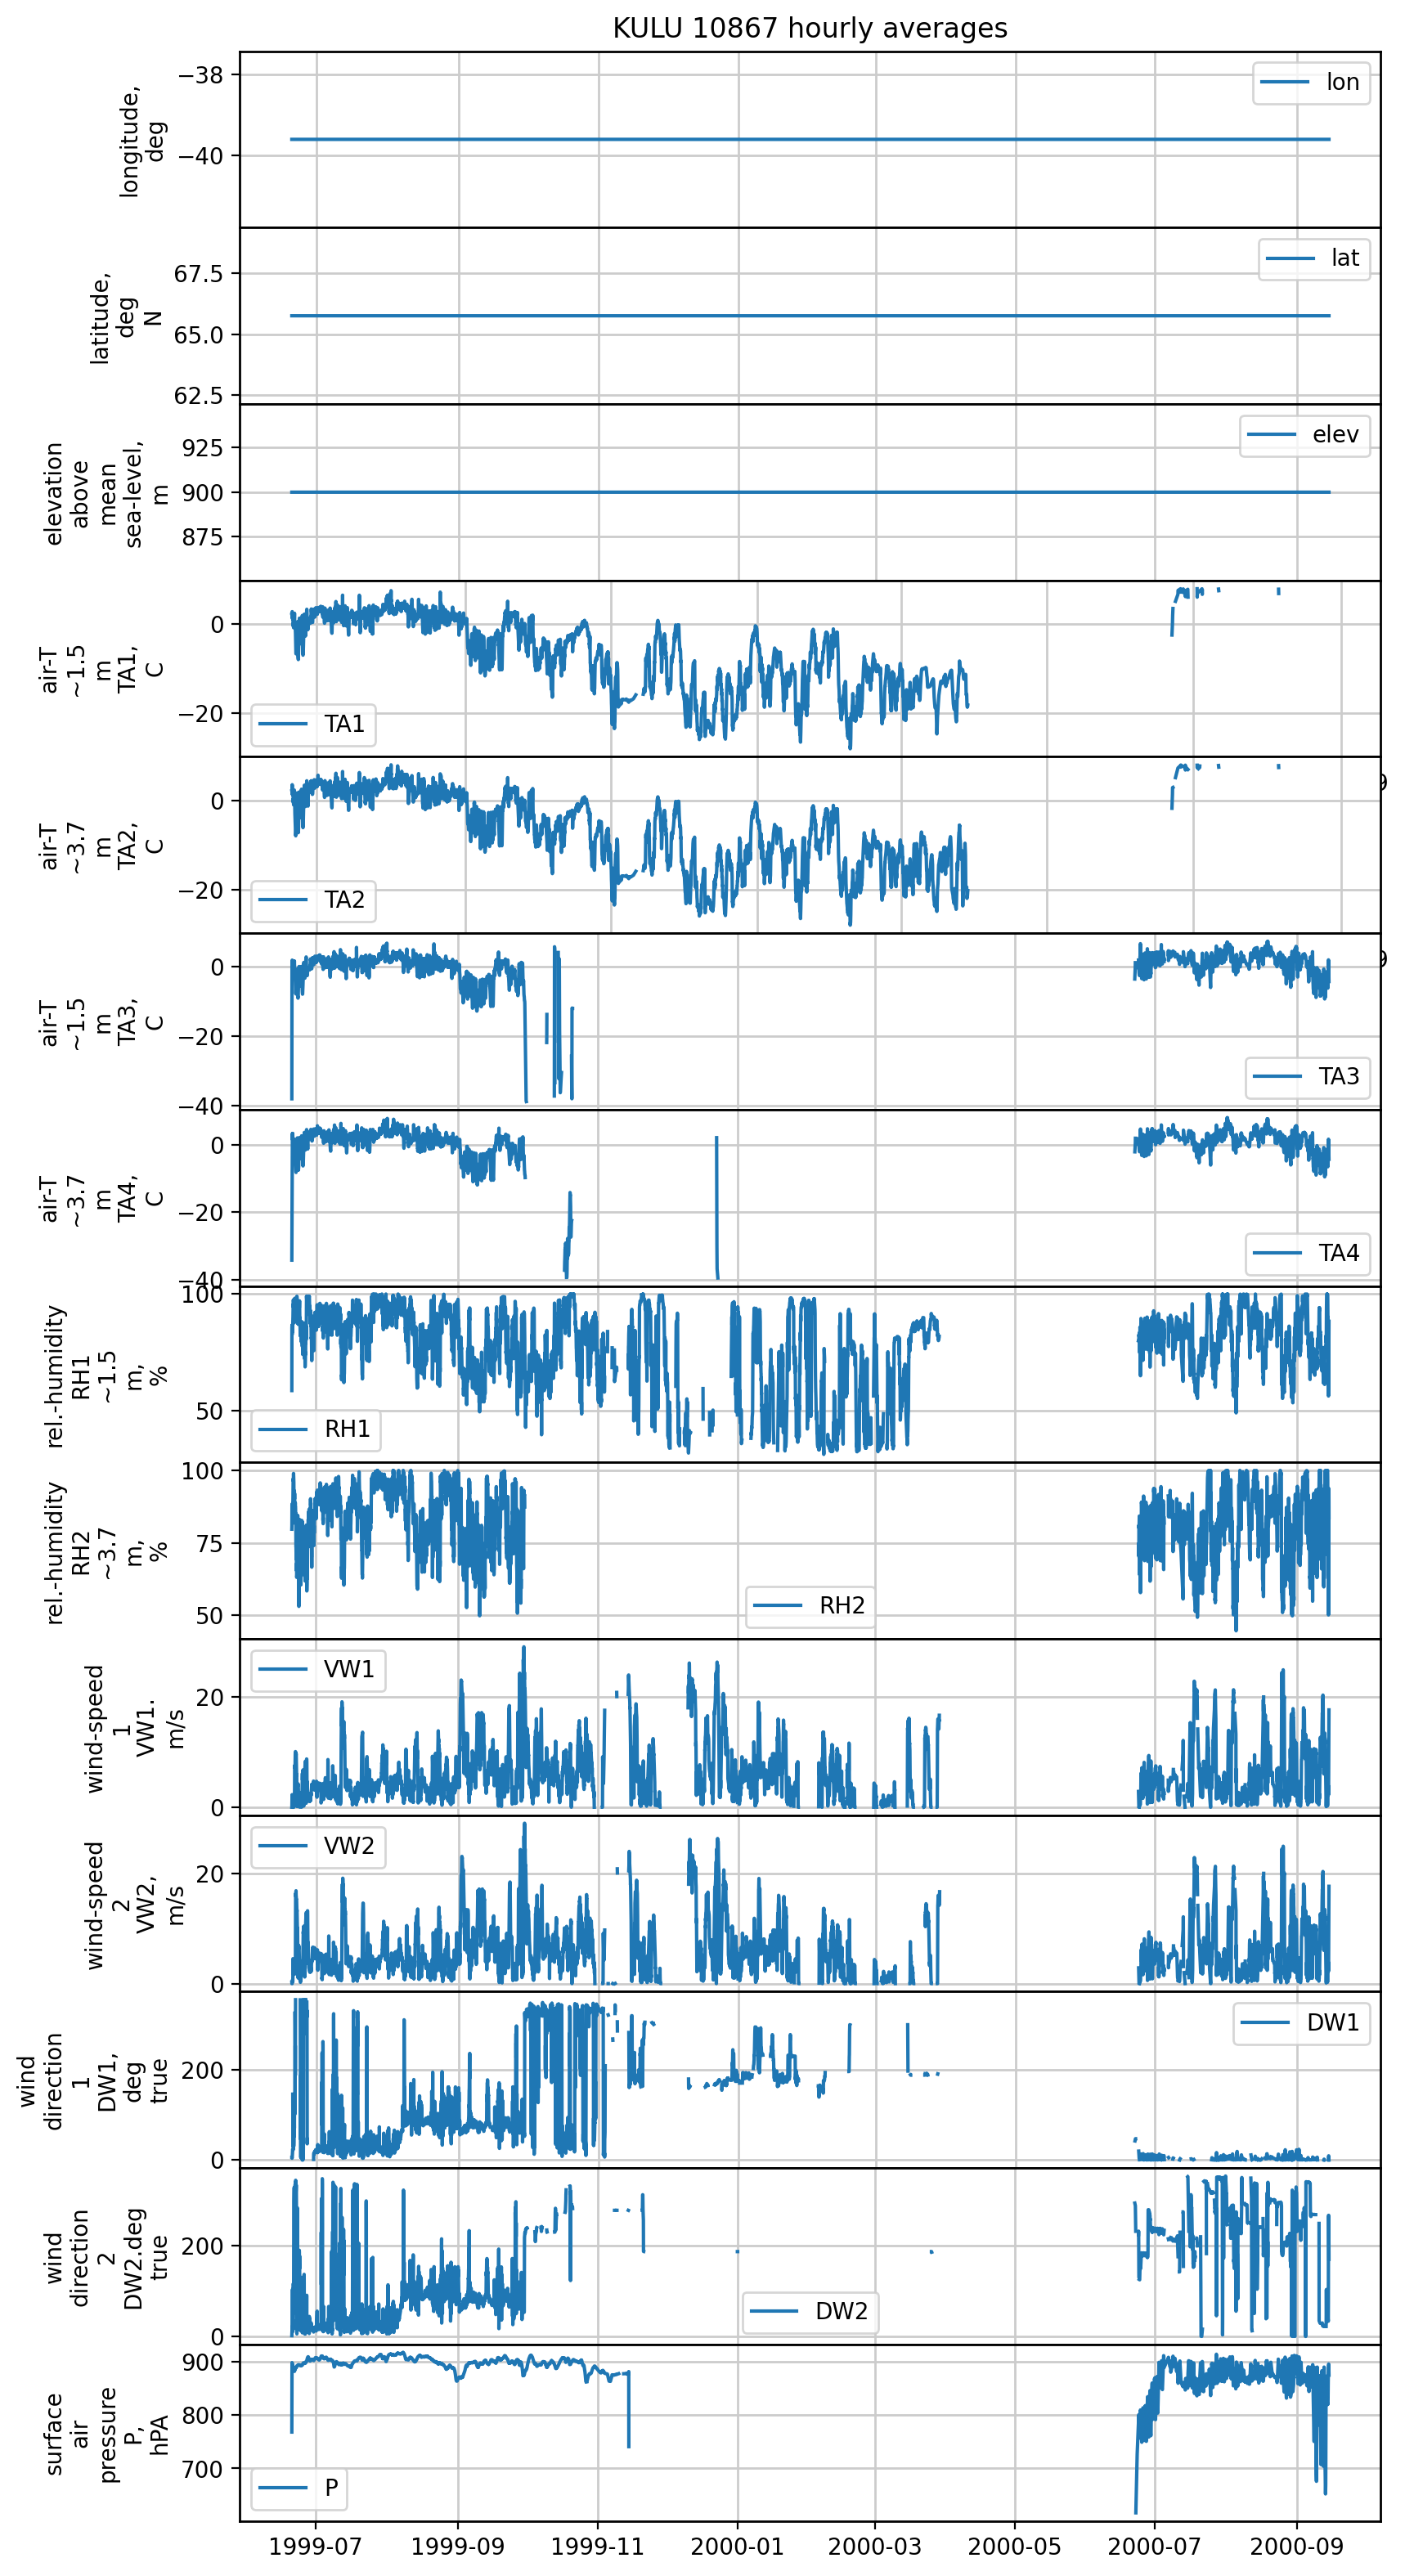 KULU 10867 hourly averages
longitude,
deg
−38
−40
lon
latitude,
deg
N
67.5
65.0
62.5
lat
elevation
above
mean
sea-level,
m
925
900
875
elev
air-T
~1.5
m
TA1,
C
0
−20
TA1
air-T
~3.7
m
TA2,
C
0
−20
TA2
9
air-T
~1.5
m
TA3,
C
0
−20
−40
TA3
9
air-T
~3.7
m
TA4,
C
0
−20
−40
TA4
rel.-humidity
RH1
~1.5
m,
%
100
50
RH1
rel.-humidity
RH2
~3.7
m,
%
100
75
50
RH2
wind-speed
1
VW1.
m/s
20
0
VW1
wind-speed
2
VW2,
m/s
20
0
VW2
wind
direction
1
DW1,
deg
true
200
0
DW1
wind
direction
2
DW2.deg
true
200
0
DW2
surface
air
pressure
P,
hPA
900
800
700
P
1999-07 1999-09 1999-11 2000-01 2000-03 2000-05 2000-07 2000-09